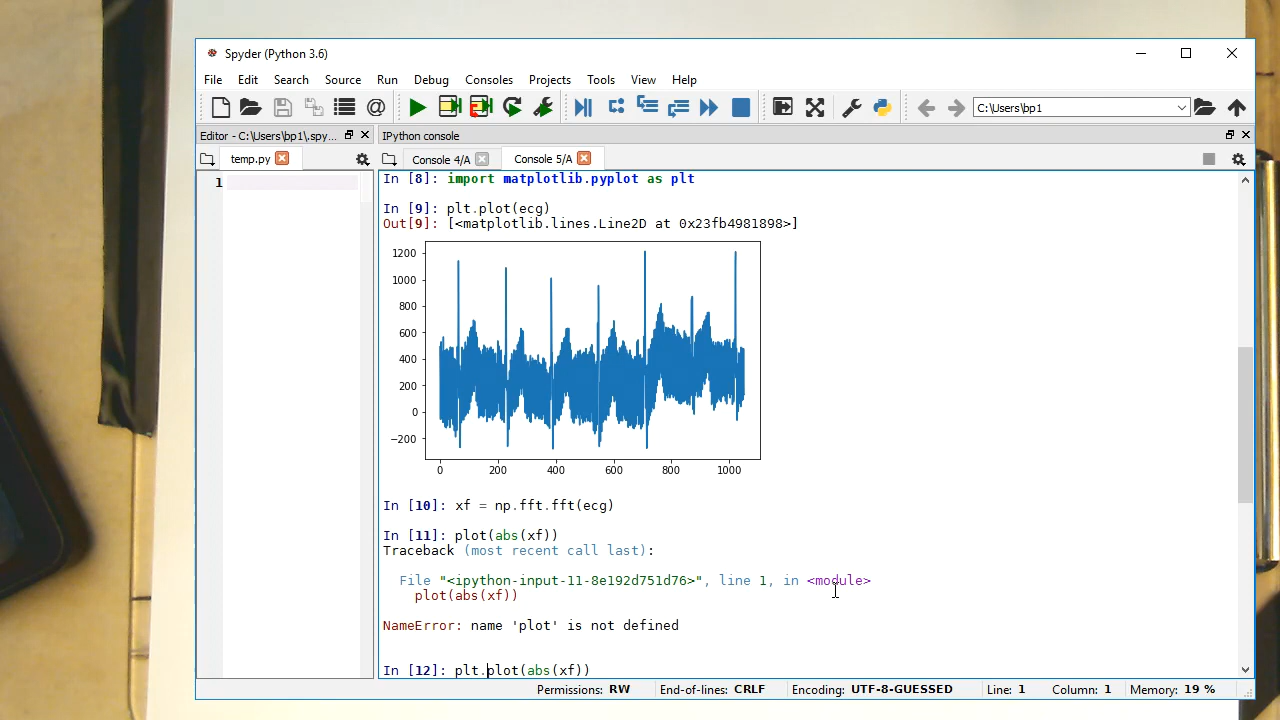 Spyder (Python 3.6)
File Edit Search Source Run Debug Consoles Projects Tools View Help
C:\Users\bp1
Editor - C:\Users\bp1\.spy...
IPython console
temp.py
Console 4/A
Console 5/A
1
In [8]: import matplotlib.pyplot as plt
In [9]: plt.plot(ecg)
Out[9]: [<matplotlib.lines.Line2D at 0x23fb4981898>]
1200
1000
800
600
400
200
0
−200
0 200 400 600 800 1000
In [10]: xf = np.fft.fft(ecg)
In [11]: plot(abs(xf))
Traceback (most recent call last):
File "<ipython-input-11-8e192d751d76>", line 1, in <module>
plot(abs(xf))
NameError: name 'plot' is not defined
In [12]: plt.plot(abs(xf))
Permissions: RW End-of-lines: CRLF Encoding: UTF-8-GUESSED Line: 1 Column: 1 Memory: 19 %